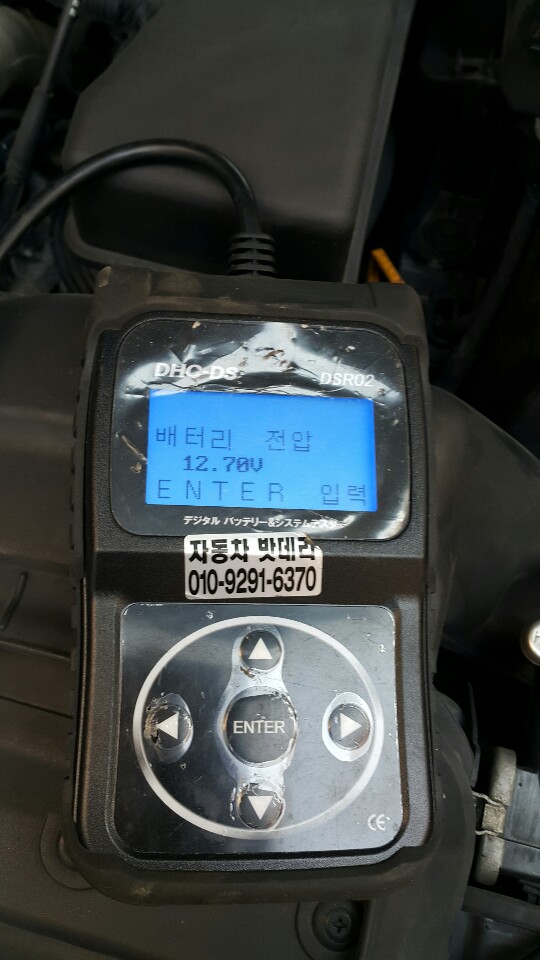 DHC-DS
DSR02
배터리 전압
12.70V
ENTER 입력
デジタル バッテリー&システムテスター
자동차 밧데리
010-9291-6370
ENTER
CE